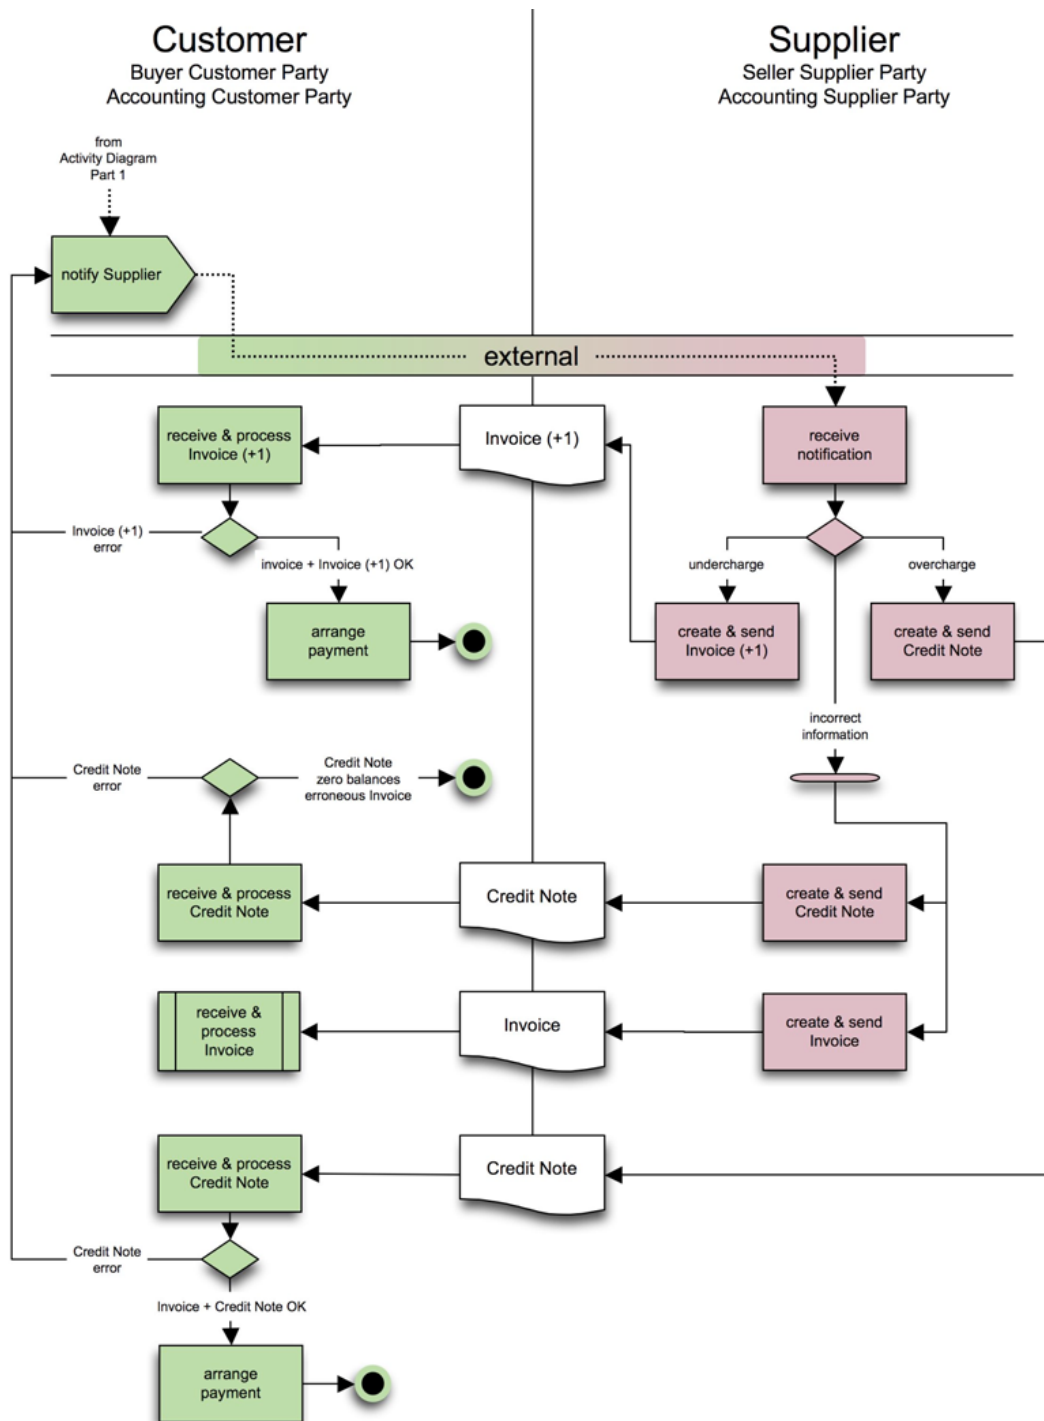 Customer
Buyer Customer Party
Accounting Customer Party
Supplier
Seller Supplier Party
Accounting Supplier Party
from
Activity Diagram
Part 1
notify Supplier
external
receive & process
Invoice (+1)
Invoice (+1)
receive
notification
Invoice (+1)
error
invoice + Invoice (+1) OK
undercharge
overcharge
arrange
payment
create & send
Invoice (+1)
create & send
Credit Note
incorrect
information
Credit Note
error
Credit Note
zero balances
erroneous Invoice
receive & process
Credit Note
Credit Note
create & send
Credit Note
receive &
process
Invoice
Invoice
create & send
Invoice
receive & process
Credit Note
Credit Note
Credit Note
error
Invoice + Credit Note OK
arrange
payment